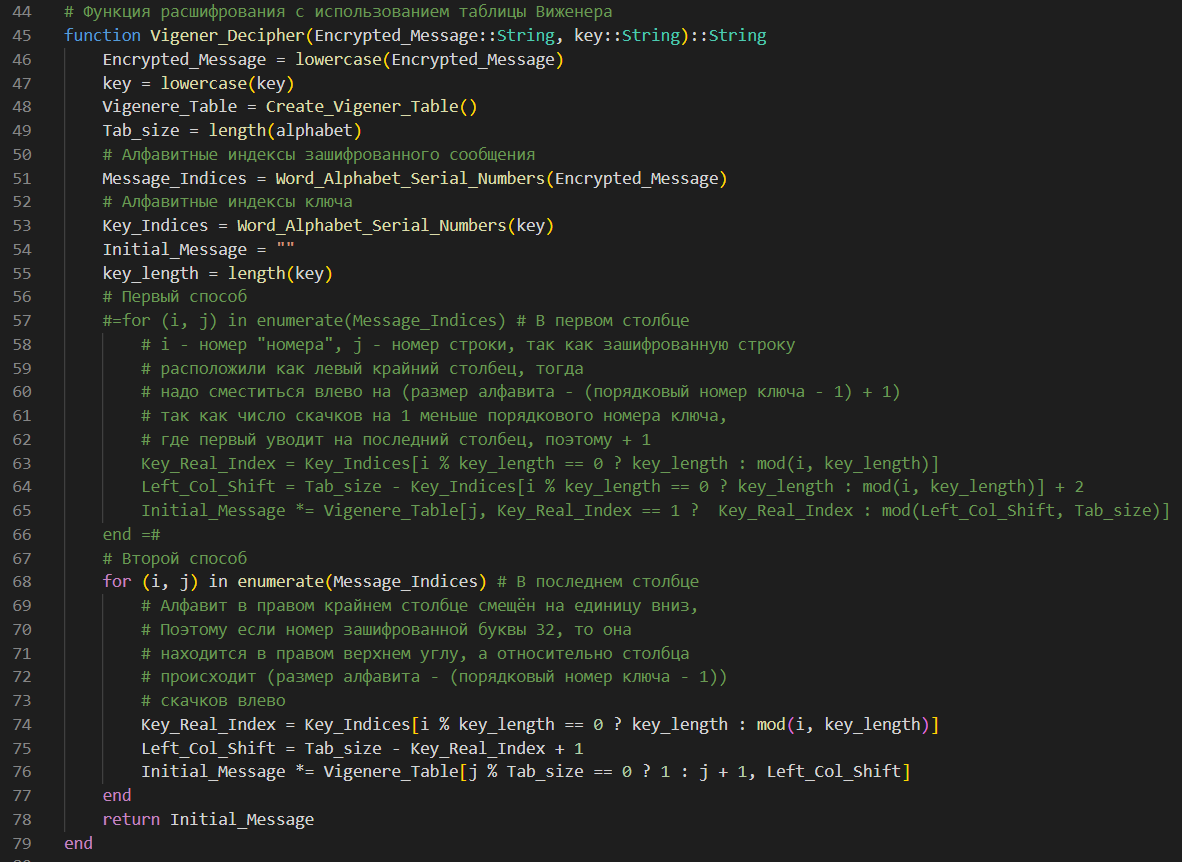 44 # Функция расшифрования с использованием таблицы Виженера
45 function Vigener_Decipher(Encrypted_Message::String, key::String)::String
46     Encrypted_Message = lowercase(Encrypted_Message)
47     key = lowercase(key)
48     Vigenere_Table = Create_Vigener_Table()
49     Tab_size = length(alphabet)
50     # Алфавитные индексы зашифрованного сообщения
51     Message_Indices = Word_Alphabet_Serial_Numbers(Encrypted_Message)
52     # Алфавитные индексы ключа
53     Key_Indices = Word_Alphabet_Serial_Numbers(key)
54     Initial_Message = ""
55     key_length = length(key)
56     # Первый способ
57     #=for (i, j) in enumerate(Message_Indices) # В первом столбце
58         # i - номер "номера", j - номер строки, так как зашифрованную строку
59         # расположили как левый крайний столбец, тогда
60         # надо сместиться влево на (размер алфавита - (порядковый номер ключа - 1) + 1)
61         # так как число скачков на 1 меньше порядкового номера ключа,
62         # где первый уводит на последний столбец, поэтому + 1
63         Key_Real_Index = Key_Indices[i % key_length == 0 ? key_length : mod(i, key_length)]
64         Left_Col_Shift = Tab_size - Key_Indices[i % key_length == 0 ? key_length : mod(i, key_length)] + 2
65         Initial_Message *= Vigenere_Table[j, Key_Real_Index == 1 ?  Key_Real_Index : mod(Left_Col_Shift, Tab_size)]
66     end =#
67     # Второй способ
68     for (i, j) in enumerate(Message_Indices) # В последнем столбце
69         # Алфавит в правом крайнем столбце смещён на единицу вниз,
70         # Поэтому если номер зашифрованной буквы 32, то она
71         # находится в правом верхнем углу, а относительно столбца
72         # происходит (размер алфавита - (порядковый номер ключа - 1))
73         # скачков влево
74         Key_Real_Index = Key_Indices[i % key_length == 0 ? key_length : mod(i, key_length)]
75         Left_Col_Shift = Tab_size - Key_Real_Index + 1
76         Initial_Message *= Vigenere_Table[j % Tab_size == 0 ? 1 : j + 1, Left_Col_Shift]
77     end
78     return Initial_Message
79 end